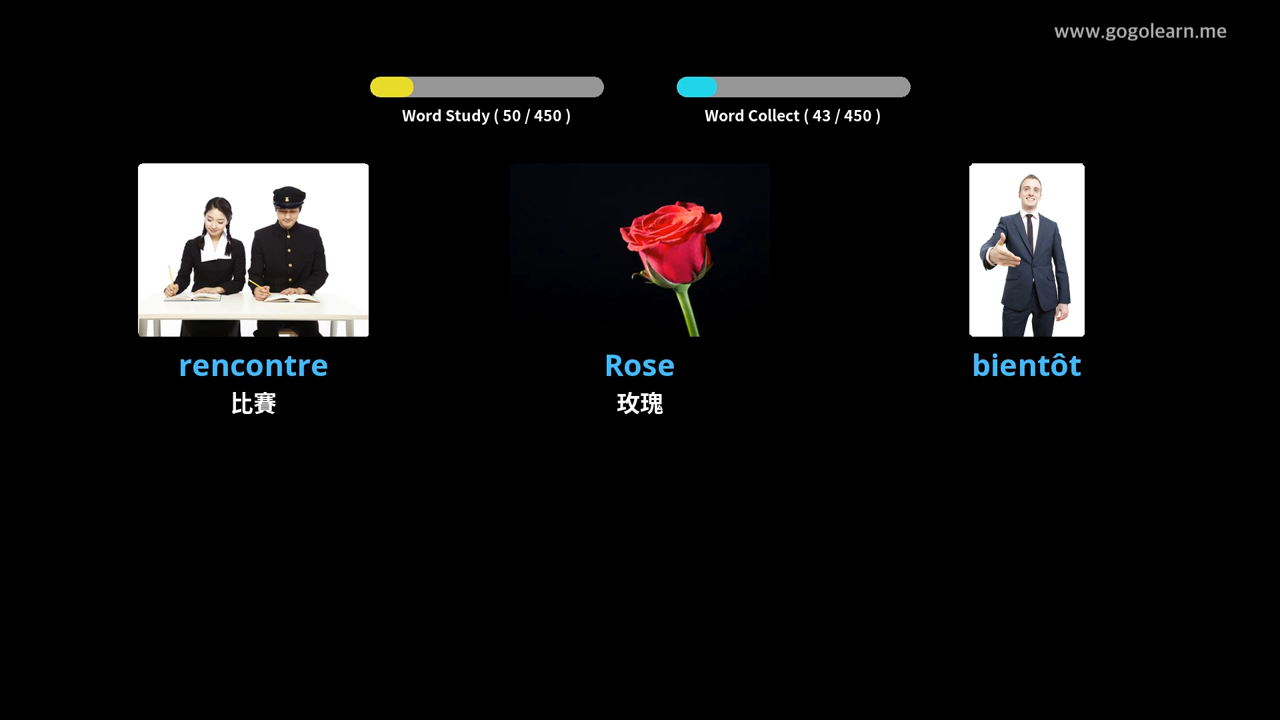 www.gogolearn.me
Word Study ( 50 / 450 )
Word Collect ( 43 / 450 )
rencontre
比賽
Rose
玫瑰
bientôt